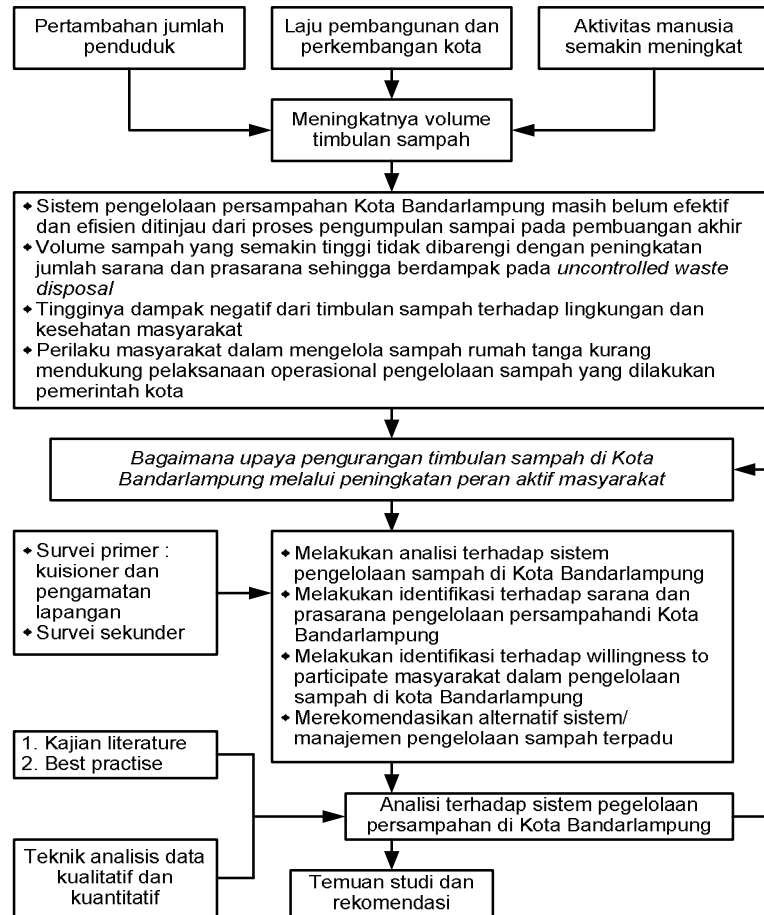 Pertambahan jumlah
penduduk
Laju pembangunan dan
perkembangan kota
Aktivitas manusia
semakin meningkat
Meningkatnya volume
timbulan sampah
◆ Sistem pengelolaan persampahan Kota Bandarlampung masih belum efektif
dan efisien ditinjau dari proses pengumpulan sampai pada pembuangan akhir
◆ Volume sampah yang semakin tinggi tidak dibarengi dengan peningkatan
jumlah sarana dan prasarana sehingga berdampak pada uncontrolled waste
disposal
◆ Tingginya dampak negatif dari timbulan sampah terhadap lingkungan dan
kesehatan masyarakat
◆ Perilaku masyarakat dalam mengelola sampah rumah tanga kurang
mendukung pelaksanaan operasional pengelolaan sampah yang dilakukan
pemerintah kota
Bagaimana upaya pengurangan timbulan sampah di Kota
Bandarlampung melalui peningkatan peran aktif masyarakat
◆ Survei primer :
kuisioner dan
pengamatan
lapangan
◆ Survei sekunder
◆ Melakukan analisi terhadap sistem
pengelolaan sampah di Kota Bandarlampung
◆ Melakukan identifikasi terhadap sarana dan
prasarana pengelolaan persampahandi Kota
Bandarlampung
◆ Melakukan identifikasi terhadap willingness to
participate masyarakat dalam pengelolaan
sampah di kota Bandarlampung
◆ Merekomendasikan alternatif sistem/
manajemen pengelolaan sampah terpadu
1. Kajian literature
2. Best practise
Analisi terhadap sistem pegelolaan
persampahan di Kota Bandarlampung
Teknik analisis data
kualitatif dan
kuantitatif
Temuan studi dan
rekomendasi